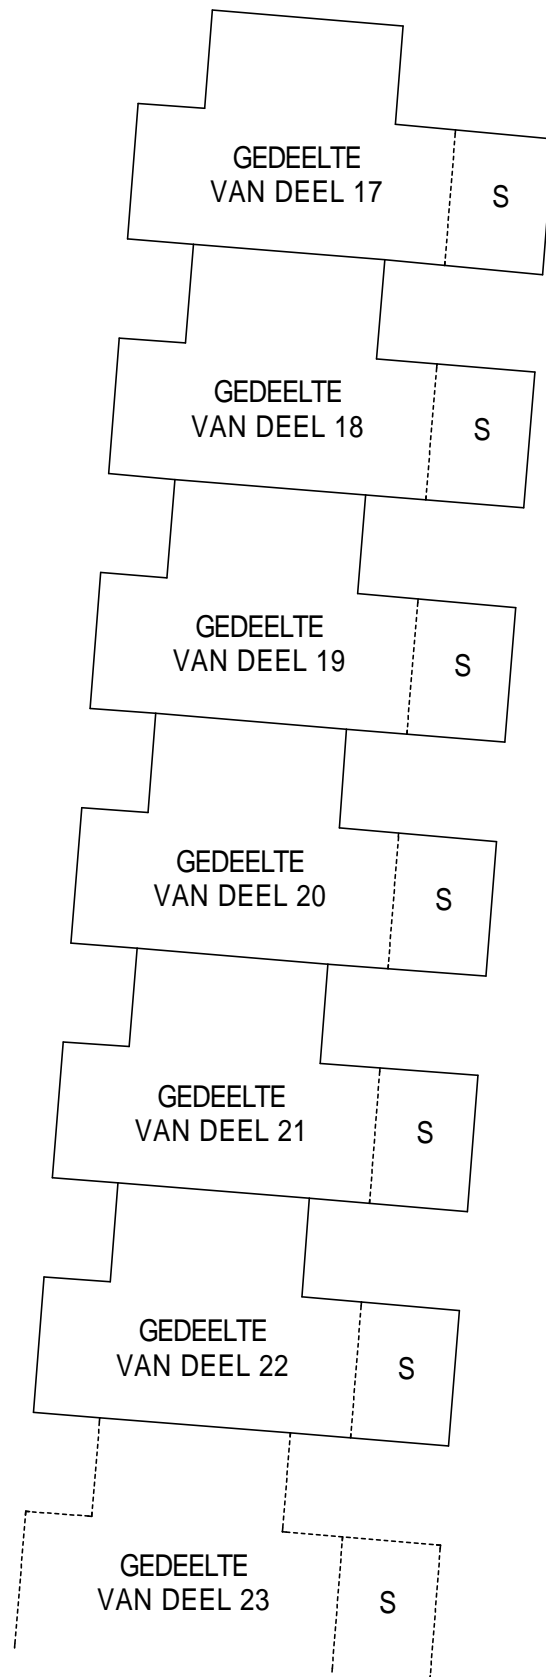 GEDEELTE
VAN DEEL 17
S
GEDEELTE
VAN DEEL 18
S
GEDEELTE
VAN DEEL 19
S
GEDEELTE
VAN DEEL 20
S
GEDEELTE
VAN DEEL 21
S
GEDEELTE
VAN DEEL 22
S
GEDEELTE
VAN DEEL 23
S